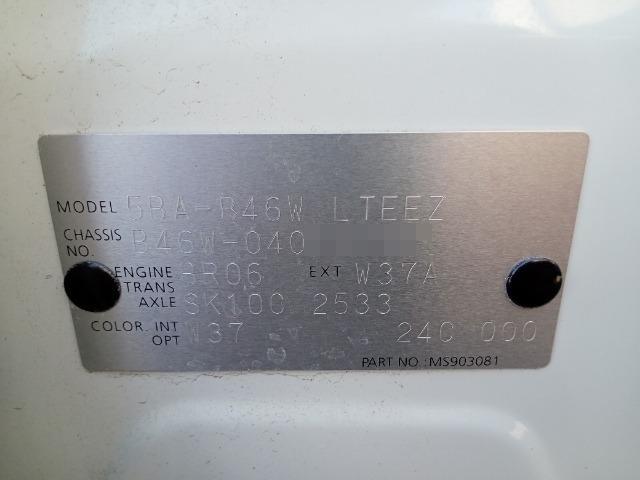 MODEL 5BA-B46W LTEEZ
CHASSIS NO. B46W-040
ENGINE BR06 EXT W37A
TRANS AXLE SK10C 2533
COLOR. INT OPT W37 24C 000
PART NO.:MS903081